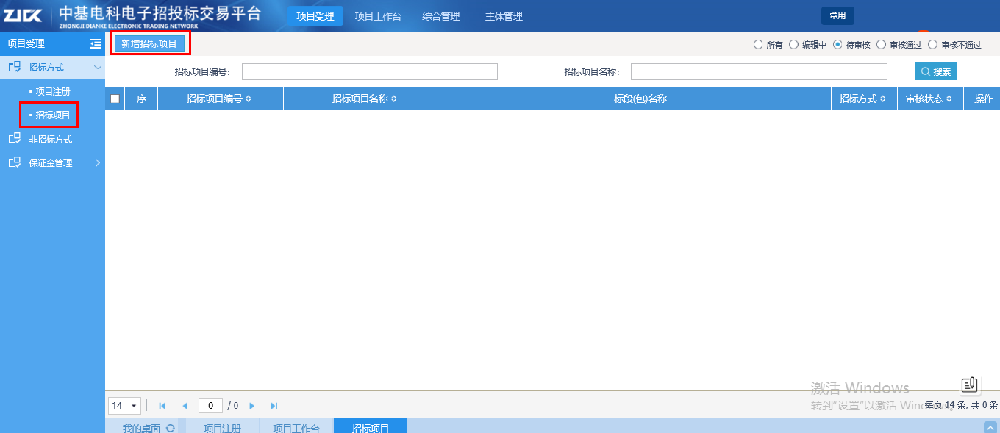 ZJCK 中基电科电子招投标交易平台 项目受理 项目工作台 综合管理 主体管理 常用
ZHONGJI DIANKE ELECTRONIC TRADING NETWORK
项目受理 新增招标项目 所有 编辑中 待审核 审核通过 审核不通过
招标方式 招标项目编号: 招标项目名称: 搜索
项目注册 序 招标项目编号 招标项目名称 标段(包)名称 招标方式 审核状态 操作
招标项目
非招标方式
保证金管理
激活 Windows
转到"设置"以激活 Windows。
14 0 / 0 每页 14 条, 共 0 条
我的桌面 项目注册 项目工作台 招标项目